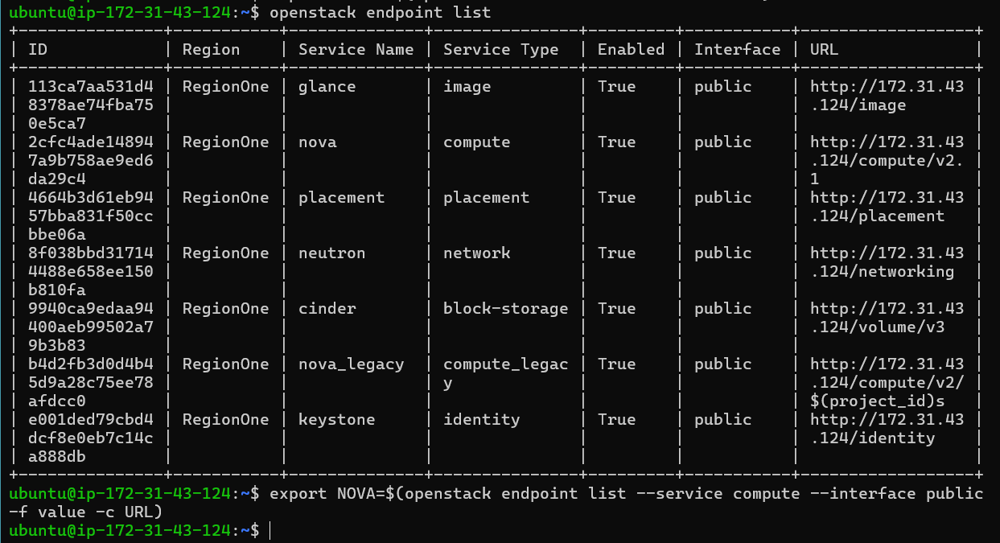 ubuntu@ip-172-31-43-124:~$ openstack endpoint list
+----------------+-----------+--------------+---------------+---------+-----------+------------------+
| ID             | Region    | Service Name | Service Type  | Enabled | Interface | URL              |
+----------------+-----------+--------------+---------------+---------+-----------+------------------+
| 113ca7aa531d4  | RegionOne | glance       | image         | True    | public    | http://172.31.43 |
| 8378ae74fba75  |           |              |               |         |           | .124/image       |
| 0e5ca7         |           |              |               |         |           |                  |
| 2cfc4ade14894  | RegionOne | nova         | compute       | True    | public    | http://172.31.43 |
| 7a9b758ae9ed6  |           |              |               |         |           | .124/compute/v2. |
| da29c4         |           |              |               |         |           | 1                |
| 4664b3d61eb94  | RegionOne | placement    | placement     | True    | public    | http://172.31.43 |
| 57bba831f50cc  |           |              |               |         |           | .124/placement   |
| bbe06a         |           |              |               |         |           |                  |
| 8f038bbd31714  | RegionOne | neutron      | network       | True    | public    | http://172.31.43 |
| 4488e658ee150  |           |              |               |         |           | .124/networking  |
| b810fa         |           |              |               |         |           |                  |
| 9940ca9edaa94  | RegionOne | cinder       | block-storage | True    | public    | http://172.31.43 |
| 400aeb99502a7  |           |              |               |         |           | .124/volume/v3   |
| 9b3b83         |           |              |               |         |           |                  |
| b4d2fb3d0d4b4  | RegionOne | nova_legacy  | compute_legac | True    | public    | http://172.31.43 |
| 5d9a28c75ee78  |           |              | y             |         |           | .124/compute/v2/ |
| afdcc0         |           |              |               |         |           | $(project_id)s   |
| e001ded79cbd4  | RegionOne | keystone     | identity      | True    | public    | http://172.31.43 |
| dcf8e0eb7c14c  |           |              |               |         |           | .124/identity    |
| a888db         |           |              |               |         |           |                  |
+----------------+-----------+--------------+---------------+---------+-----------+------------------+
ubuntu@ip-172-31-43-124:~$ export NOVA=$(openstack endpoint list --service compute --interface public
-f value -c URL)
ubuntu@ip-172-31-43-124:~$